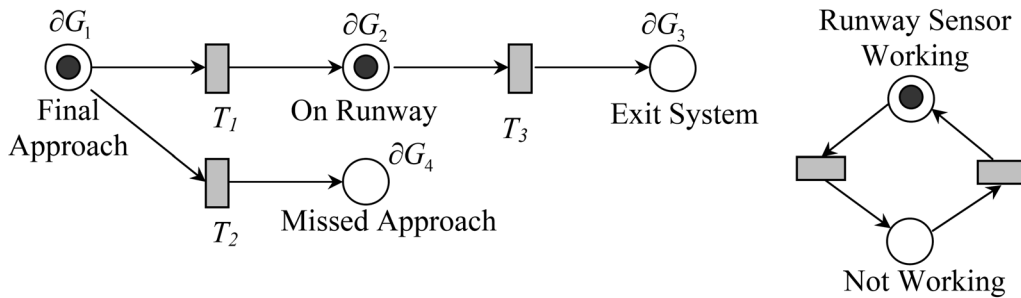 ∂G₁
Final
Approach
T₁
∂G₂
On Runway
T₃
∂G₃
Exit System
T₂
∂G₄
Missed Approach
Runway Sensor
Working
Not Working